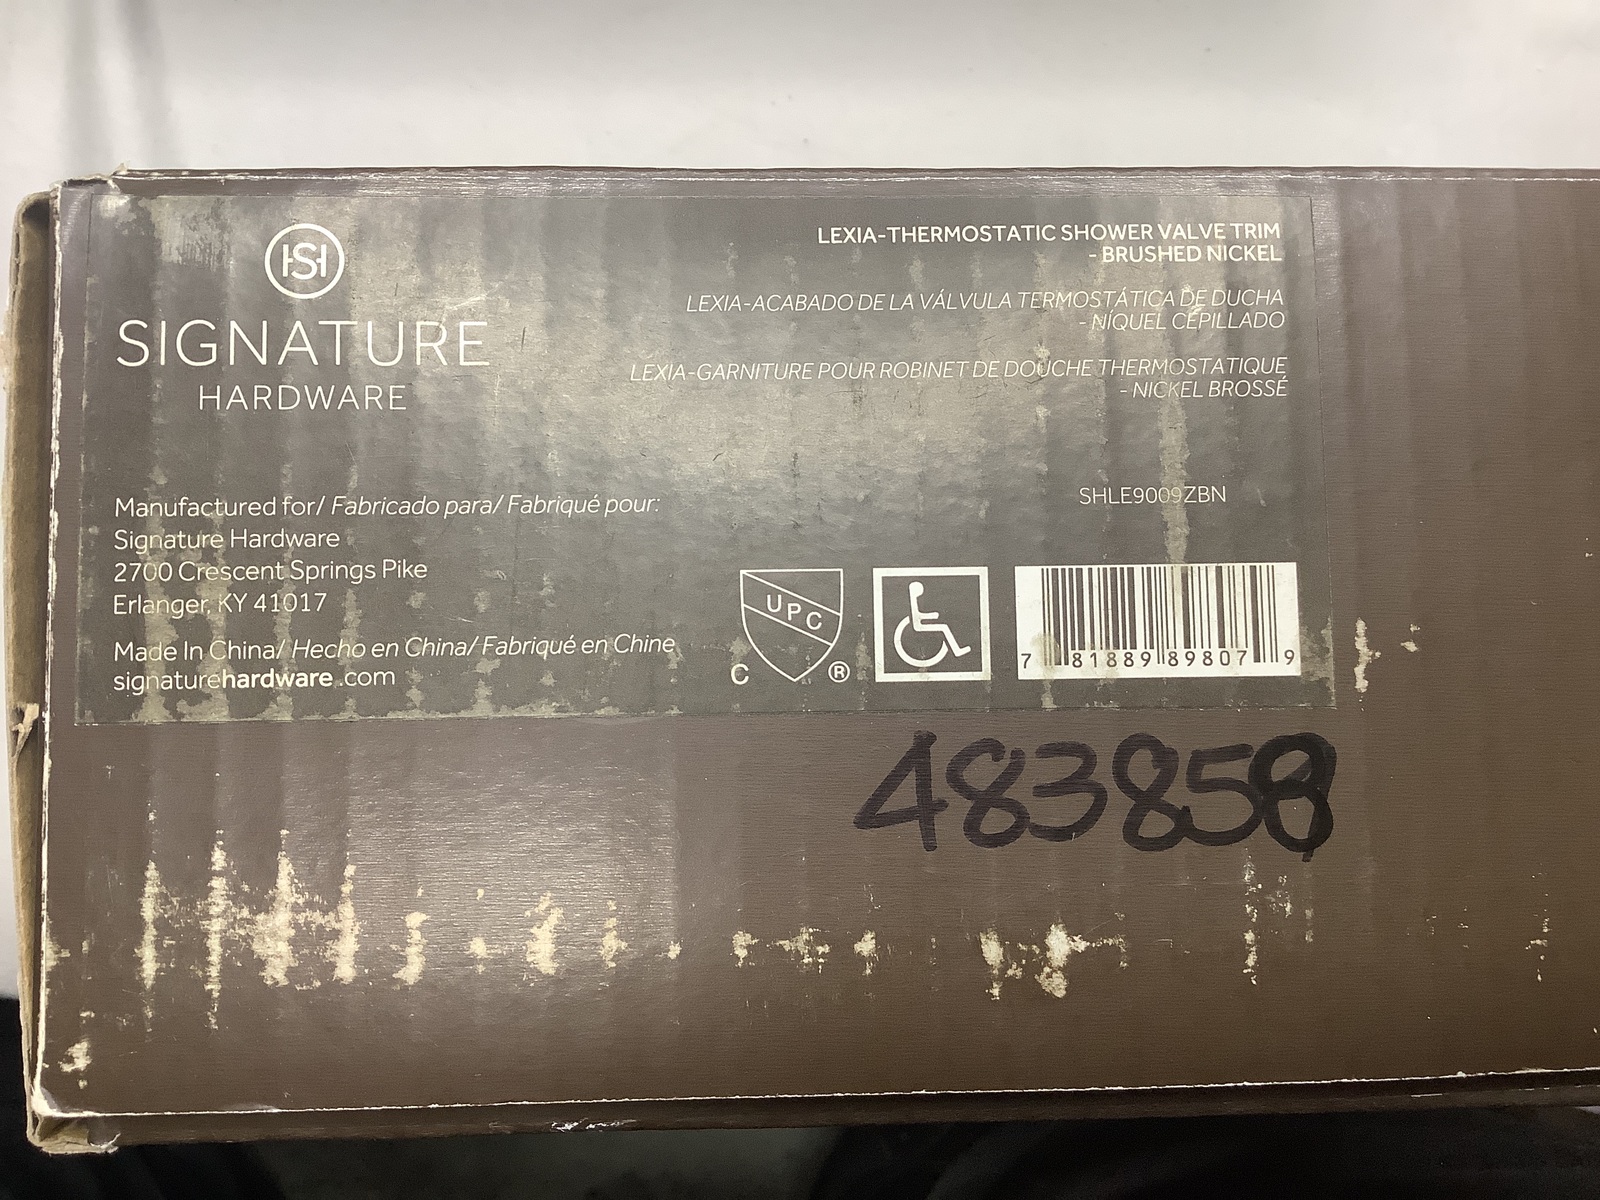 HSH
SIGNATURE
HARDWARE
LEXIA-THERMOSTATIC SHOWER VALVE TRIM
- BRUSHED NICKEL
LEXIA-ACABADO DE LA VÁLVULA TERMOSTÁTICA DE DUCHA
- NÍQUEL CEPILLADO
LEXIA-GARNITURE POUR ROBINET DE DOUCHE THERMOSTATIQUE
- NICKEL BROSSÉ
Manufactured for/ Fabricado para/ Fabriqué pour:
Signature Hardware
2700 Crescent Springs Pike
Erlanger, KY 41017
Made In China/ Hecho en China/ Fabriqué en Chine
signaturehardware.com
SHLE9009ZBN
UPC
C ®
7 81889 89807 9
483858